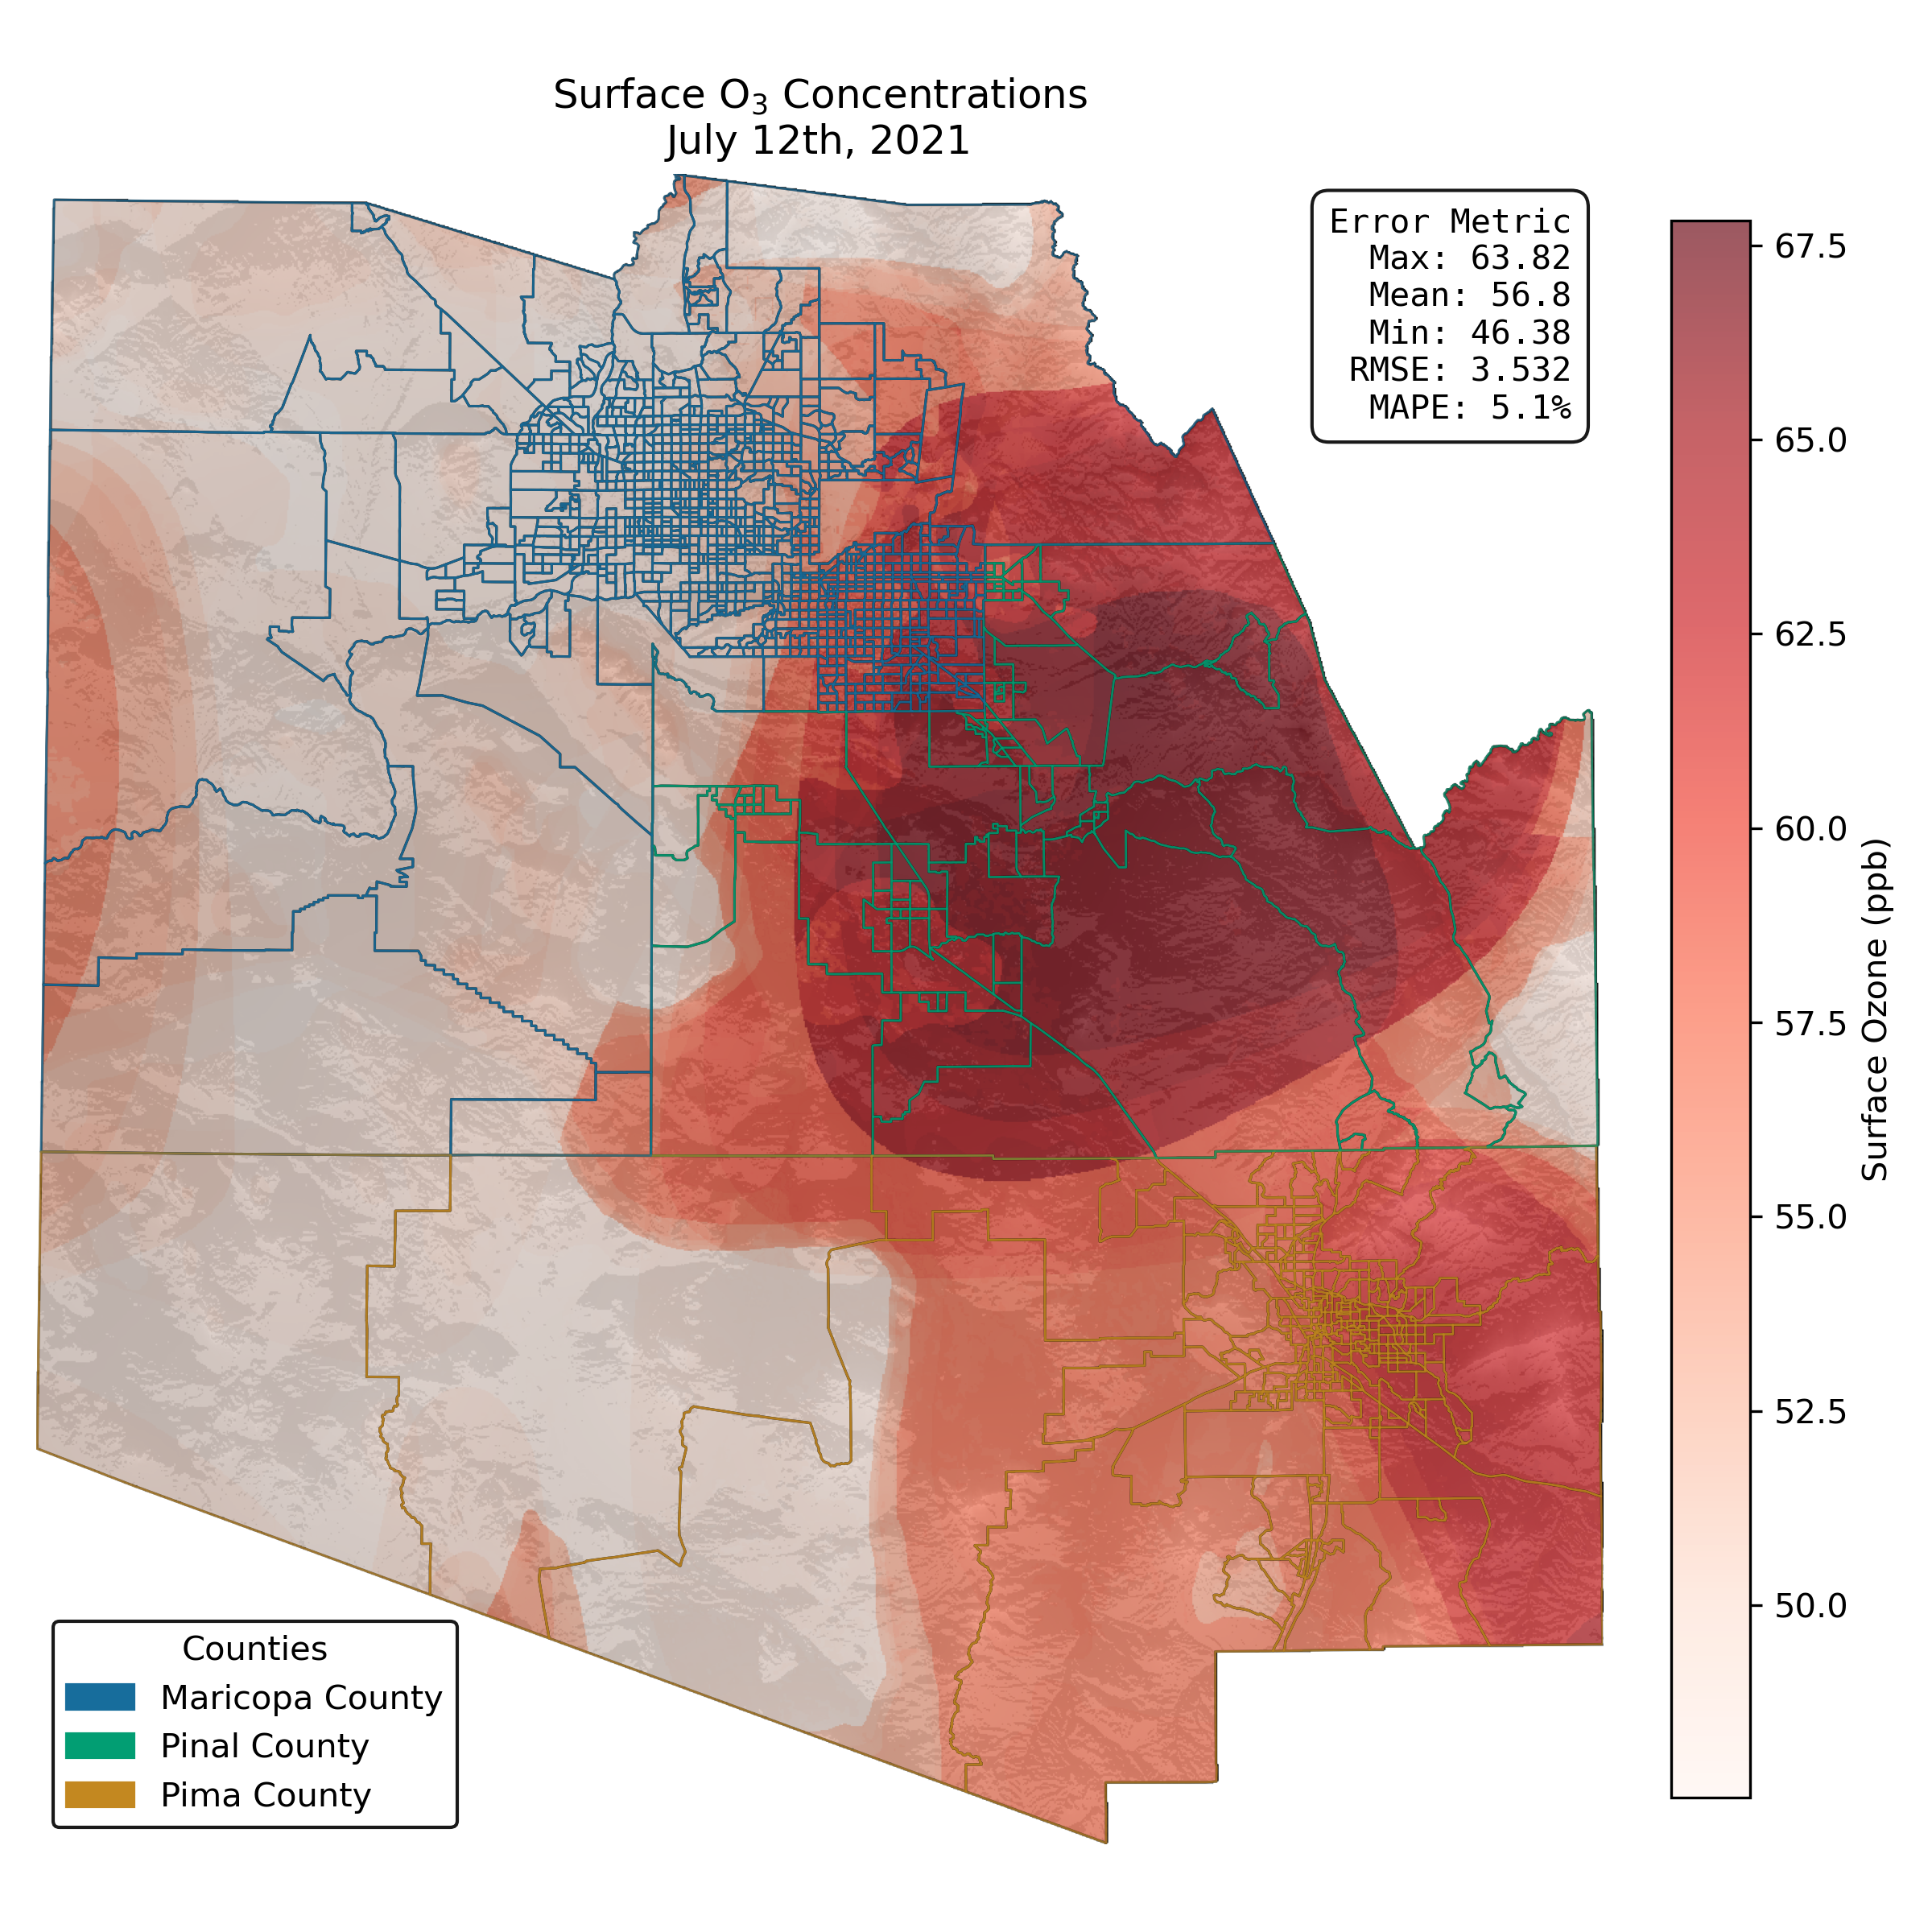 Surface O₃ Concentrations
July 12th, 2021
Error Metric
Max: 63.82
Mean: 56.8
Min: 46.38
RMSE: 3.532
MAPE: 5.1%
67.5
65.0
62.5
60.0
57.5
55.0
52.5
50.0
Surface Ozone (ppb)
Counties
Maricopa County
Pinal County
Pima County